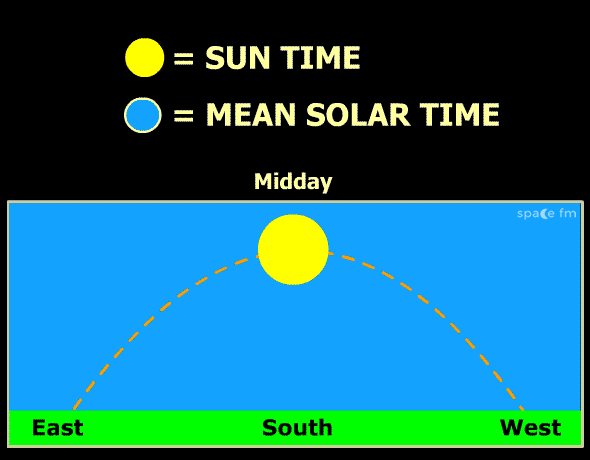 = SUN TIME
= MEAN SOLAR TIME
Midday
space fm
East South West